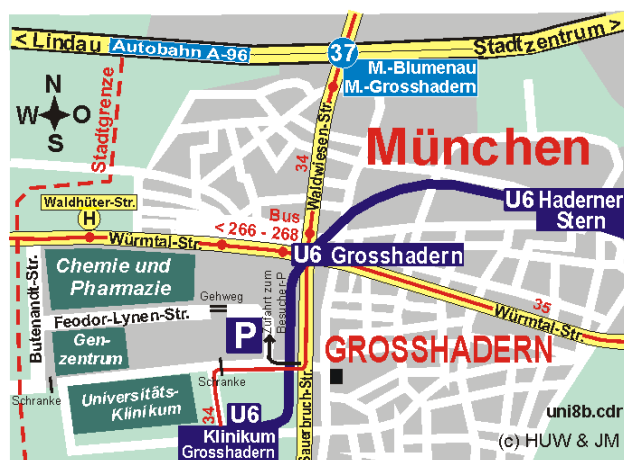 < Lindau
Autobahn A-96
37
Stadtzentrum >
M.-Blumenau
M.-Grosshadern
N
W O
S
Stadtgrenze
Waldwiesen-Str.
34
München
Waldhüter-Str.
H
U6 Haderner
Stern
Bus
< 266 - 268
Würmtal-Str.
U6 Grosshadern
Chemie und
Pharmazie
Butenandt-Str.
Gehweg
Zufahrt zum
Besucher-P
35
Würmtal-Str.
Feodor-Lynen-Str.
P
Gen-
zentrum
GROSSHADERN
Schranke
Schranke
Universitäts-
Klinikum
34
U6
Klinikum
Grosshadern
Sauerbruch-Str.
uni8b.cdr
(c) HUW & JM